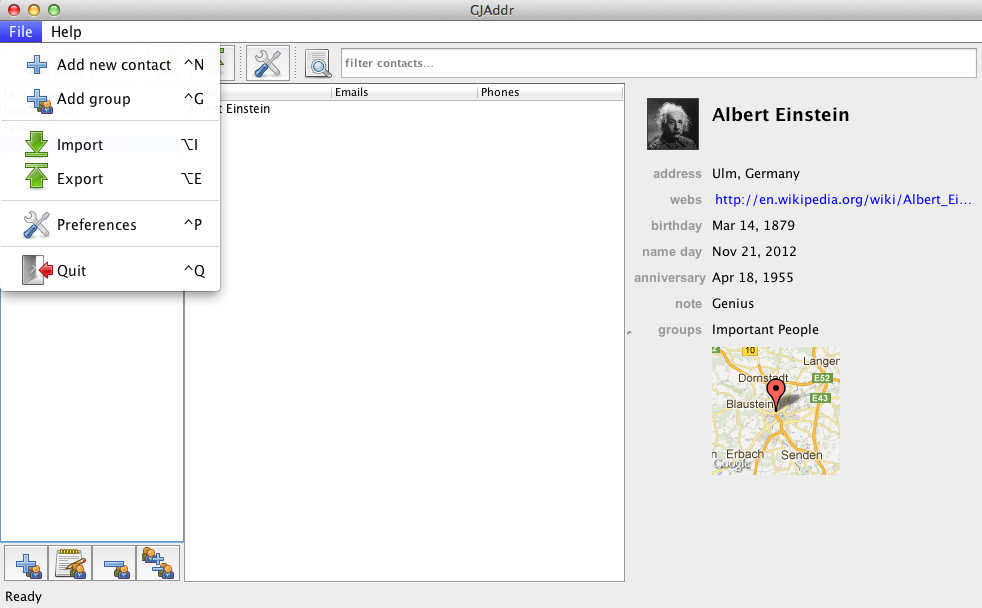 GJAddr
File Help
Add new contact ^N
Add group ^G
Import ⌥I
Export ⌥E
Preferences ^P
Quit ^Q
filter contacts...
Emails Phones
t Einstein
Albert Einstein
address Ulm, Germany
webs http://en.wikipedia.org/wiki/Albert_Ei...
birthday Mar 14, 1879
name day Nov 21, 2012
anniversary Apr 18, 1955
note Genius
groups Important People
10
Langen
Dornstadt E52
E43
Blaustein
Erbach Senden
Google
Ready